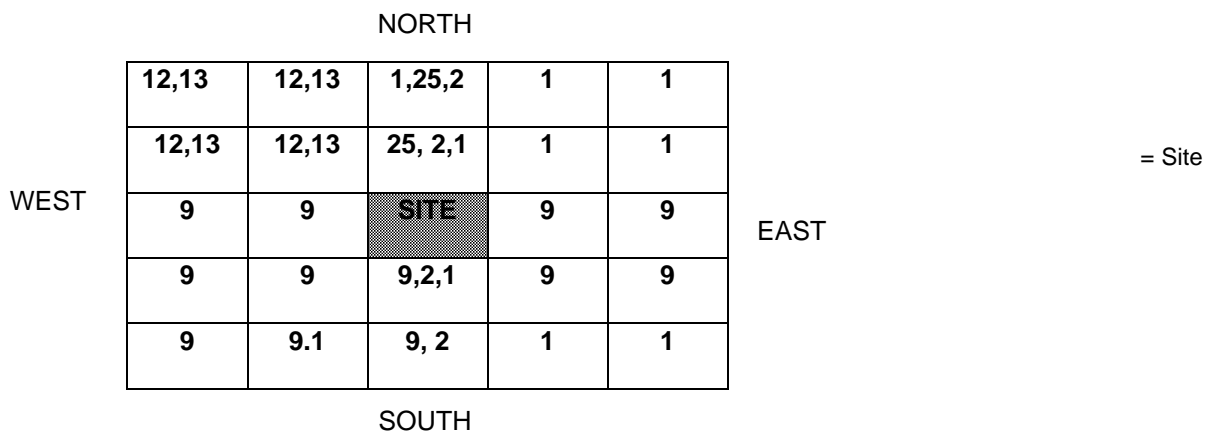 NORTH
12,13 12,13 1,25,2 1 1
12,13 12,13 25, 2,1 1 1
= Site
WEST
9 9 SITE 9 9
EAST
9 9 9,2,1 9 9
9 9.1 9, 2 1 1
SOUTH